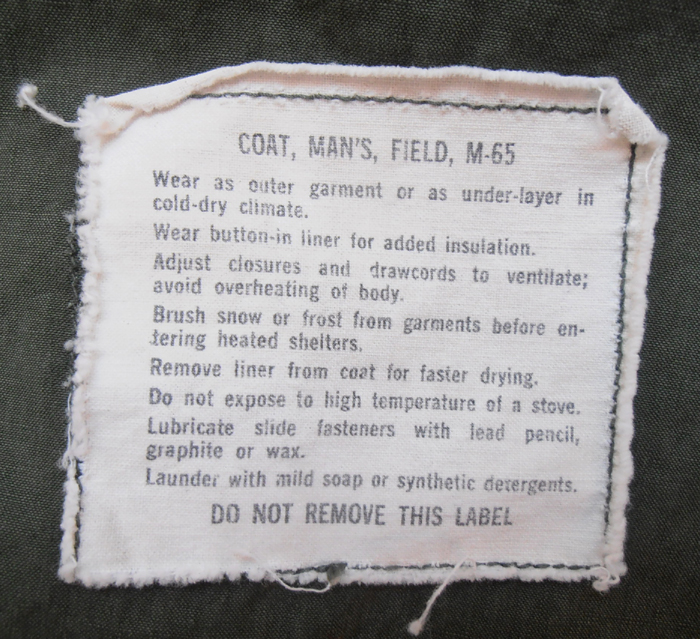 COAT, MAN'S, FIELD, M-65
Wear as outer garment or as under-layer in
cold-dry climate.
Wear button-in liner for added insulation.
Adjust closures and drawcords to ventilate;
avoid overheating of body.
Brush snow or frost from garments before en-
tering heated shelters.
Remove liner from coat for faster drying.
Do not expose to high temperature of a stove.
Lubricate slide fasteners with lead pencil,
graphite or wax.
Launder with mild soap or synthetic detergents.
DO NOT REMOVE THIS LABEL